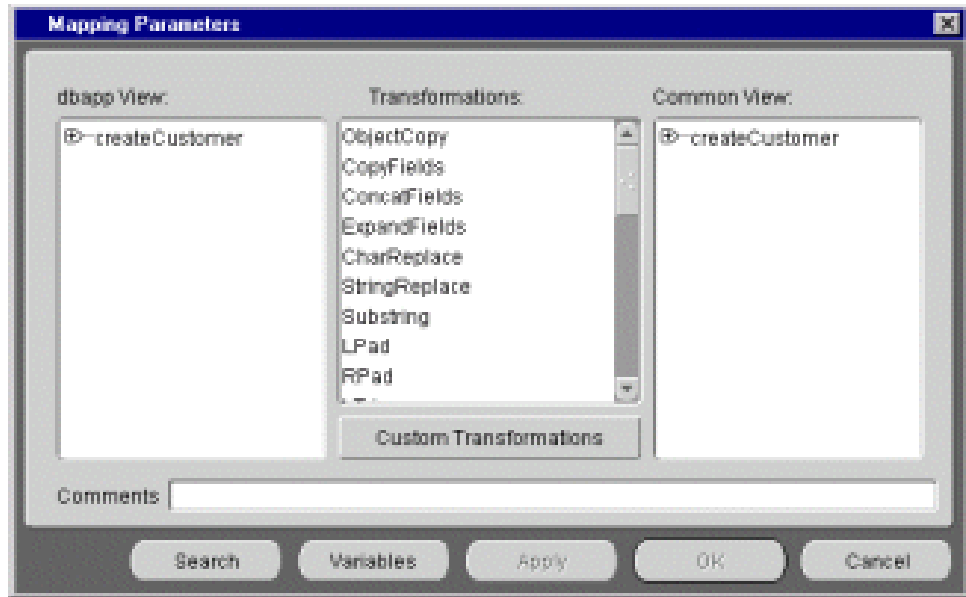 Mapping Parameters
dbapp View:
createCustomer
Transformations:
ObjectCopy
CopyFields
ConcatFields
ExpandFields
CharReplace
StringReplace
Substring
LPad
RPad
Custom Transformations
Common View:
createCustomer
Comments
Search
Variables
Apply
OK
Cancel